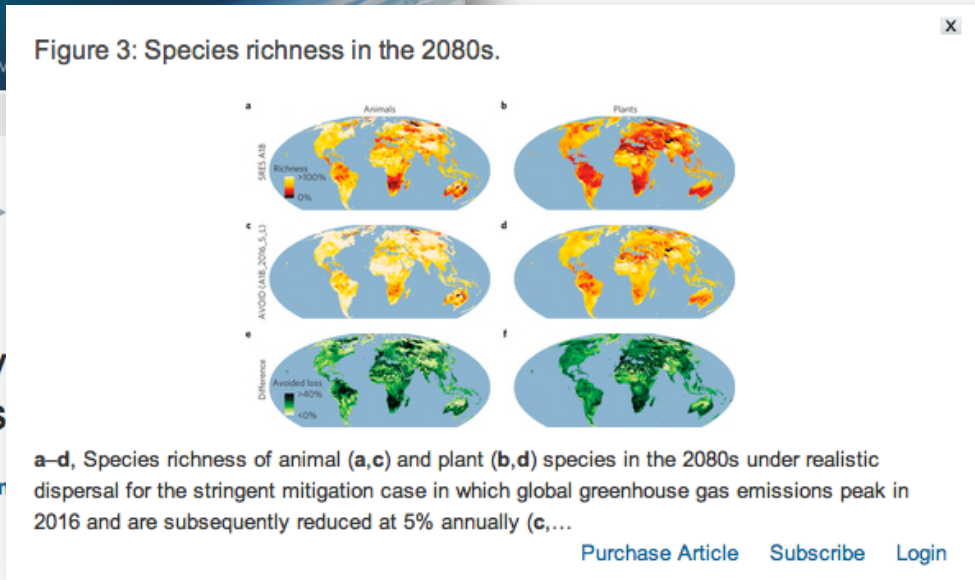 X
Figure 3: Species richness in the 2080s.
a
Animals
b
Plants
SRES A1B
Richness
>100%
0%
c
d
AVOID (A1B_2016_5_L)
e
f
Difference
Avoided loss
>40%
<0%
a–d, Species richness of animal (a,c) and plant (b,d) species in the 2080s under realistic
dispersal for the stringent mitigation case in which global greenhouse gas emissions peak in
2016 and are subsequently reduced at 5% annually (c,...
Purchase Article Subscribe Login